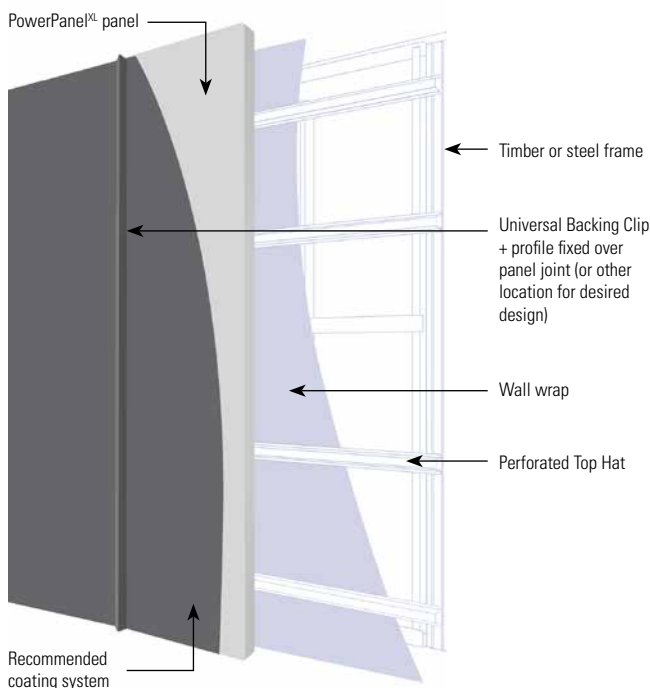 PowerPanelXL panel
Timber or steel frame
Universal Backing Clip
+ profile fixed over
panel joint (or other
location for desired
design)
Wall wrap
Perforated Top Hat
Recommended
coating system